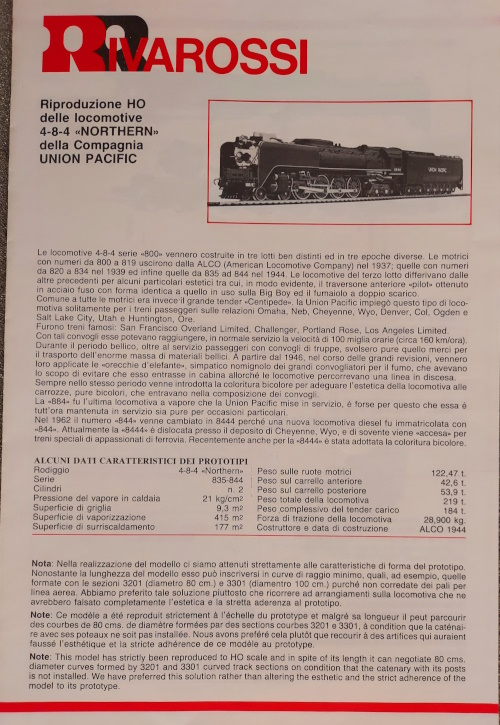 RIVAROSSI
Riproduzione HO
delle locomotive
4-8-4 «NORTHERN»
della Compagnia
UNION PACIFIC
UNION PACIFIC
Le locomotive 4-8-4 serie «800» vennero costruite in tre lotti ben distinti ed in tre epoche diverse. Le motrici
con numeri da 800 a 819 uscirono dalla ALCO (American Locomotive Company) nel 1937; quelle con numeri
da 820 a 834 nel 1939 ed infine quelle da 835 ad 844 nel 1944. Le locomotive del terzo lotto differivano dalle
altre precedenti per alcuni particolari estetici tra cui, in modo evidente, il traversone anteriore «pilot» ottenuto
in acciaio fuso con forma identica a quello in uso sulla Big Boy ed il fumaiolo a doppio scarico.
Comune a tutte le motrici era invece il grande tender «Centipede». la Union Pacific impiegò questo tipo di loco-
motiva solitamente per i treni passeggeri sulle relazioni Omaha, Neb, Cheyenne, Wyo, Denver, Col, Ogden e
Salt Lake City, Utah e Huntington, Ore.
Furono treni famosi: San Francisco Overland Limited, Challenger, Portland Rose, Los Angeles Limited.
Con tali convogli esse potevano raggiungere, in normale servizio la velocità di 100 miglia orarie (circa 160 km/ora).
Durante il periodo bellico, oltre al servizio passeggeri con convogli di truppe, svolsero pure quello merci per
il trasporto dell'enorme massa di materiali bellici. A partire dal 1946, nel corso delle grandi revisioni, vennero
loro applicate le «orecchie d'elefante», simpatico nomignolo dei grandi convogliatori per il fumo, che avevano
lo scopo di evitare che esso entrasse in cabina allorché le locomotive percorrevano una linea in discesa.
Sempre nello stesso periodo venne introdotta la coloritura bicolore per adeguare l'estetica della locomotiva alle
carrozze, pure bicolori, che entravano nella composizione dei convogli.
La «884» fu l'ultima locomotiva a vapore che la Union Pacific mise in servizio, é forse per questo che essa è
tutt'ora mantenuta in servizio sia pure per occasioni particolari.
Nel 1962 il numero «844» venne cambiato in 8444 perché una nuova locomotiva diesel fu immatricolata con
«844». Attualmente la «8444» è dislocata presso il deposito di Cheyenne, Wyo, e di sovente viene «accesa» per
treni speciali di appassionati di ferrovia. Recentemente anche per la «8444» è stata adottata la coloritura bicolore.
ALCUNI DATI CARATTERISTICI DEI PROTOTIPI
Rodiggio 4-8-4 «Northern»
Serie 835-844
Cilindri n. 2
Pressione del vapore in caldaia 21 kg/cm2
Superficie di griglia 9,3 m2
Superficie di vaporizzazione 415 m2
Superficie di surriscaldamento 177 m2
Peso sulle ruote motrici 122,47 t.
Peso sul carrello anteriore 42,6 t.
Peso sul carrello posteriore 53,9 t.
Peso totale della locomotiva 219 t.
Peso complessivo del tender carico 184 t.
Forza di trazione della locomotiva 28,900 kg.
Costruttore e data di costruzione ALCO 1944
Nota: Nella realizzazione del modello ci siamo attenuti strettamente alle caratteristiche di forma del prototipo.
Nonostante la lunghezza del modello esso può inscriversi in curve di raggio minimo, quali, ad esempio, quelle
formate con le sezioni 3201 (diametro 80 cm.) e 3301 (diamentro 100 cm.) purché non corredate dei pali per
linea aerea. Abbiamo preferito tale soluzione piuttosto che ricorrere ad arrangiamenti sulla locomotiva che ne
avrebbero falsato completamente l'estetica e la stretta aderenza al prototipo.
Note: Ce modèle a été reproduit strictement à l'échelle du prototype et malgré sa longueur il peut parcourir
des courbes de 80 cms. de diamétre formées par des sections courbes 3201 e 3301, à condition que la caténai-
re avec ses poteaux ne soit pas installée. Nous avons preféré cela plutôt que recourir à des artifices qui auraient
faussé l'esthétique et la stricte adhérence de ce modèle au prototype.
Note: This model has strictly been reproduced to HO scale and in spite of its length it can negotiate 80 cms.
diameter curves formed by 3201 and 3301 curved track sections on condition that the catenary with its posts
is not installed. We have preferred this solution rather than altering the esthetic and the strict adherence of the
model to its prototype.